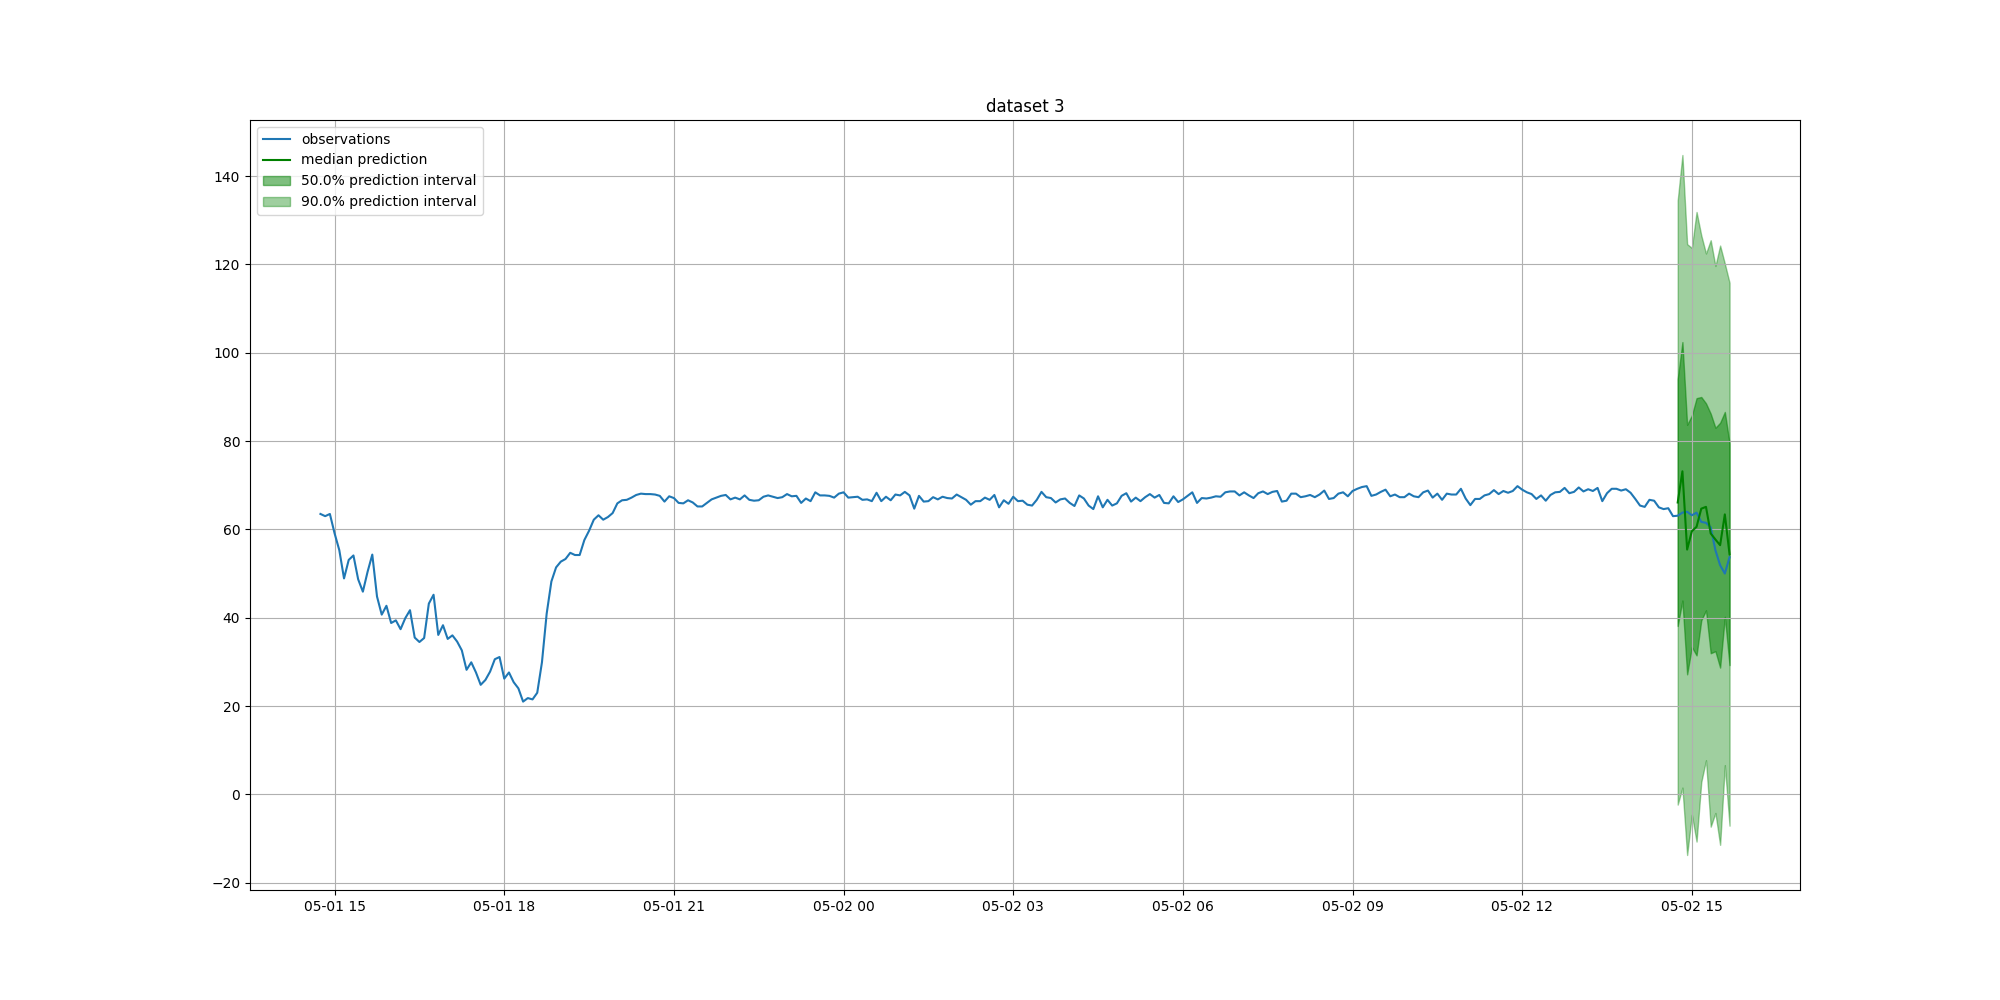 dataset 3
observations
median prediction
50.0% prediction interval
90.0% prediction interval
140
120
100
80
60
40
20
0
−20
05-01 15 05-01 18 05-01 21 05-02 00 05-02 03 05-02 06 05-02 09 05-02 12 05-02 15